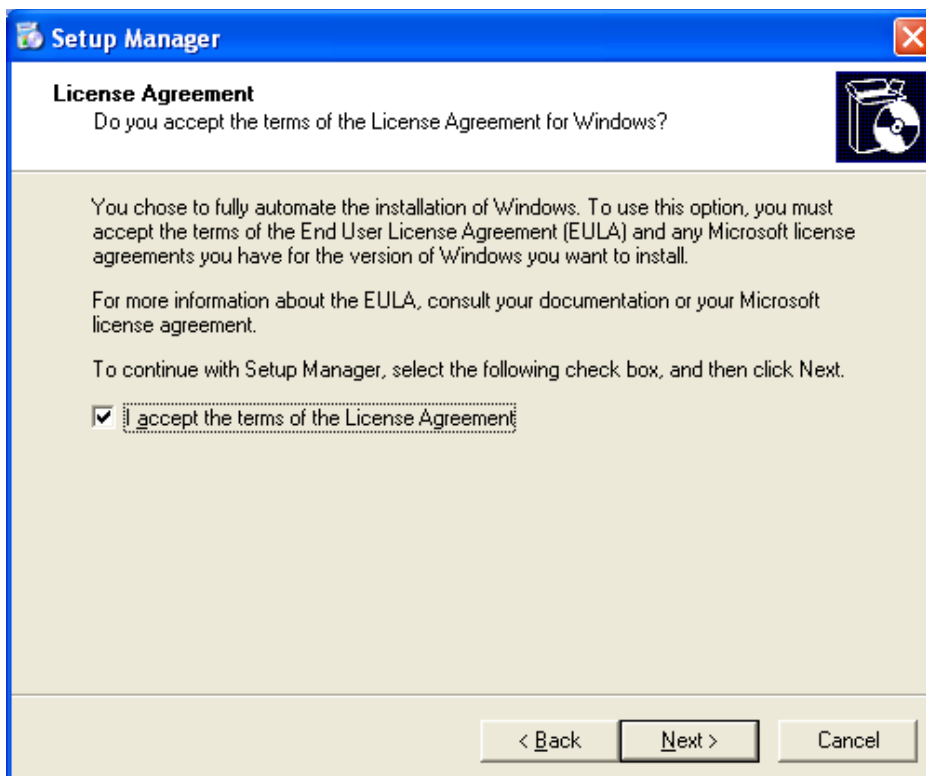 Setup Manager
License Agreement
Do you accept the terms of the License Agreement for Windows?
You chose to fully automate the installation of Windows. To use this option, you must
accept the terms of the End User License Agreement (EULA) and any Microsoft license
agreements you have for the version of Windows you want to install.
For more information about the EULA, consult your documentation or your Microsoft
license agreement.
To continue with Setup Manager, select the following check box, and then click Next.
I accept the terms of the License Agreement
< Back
Next >
Cancel